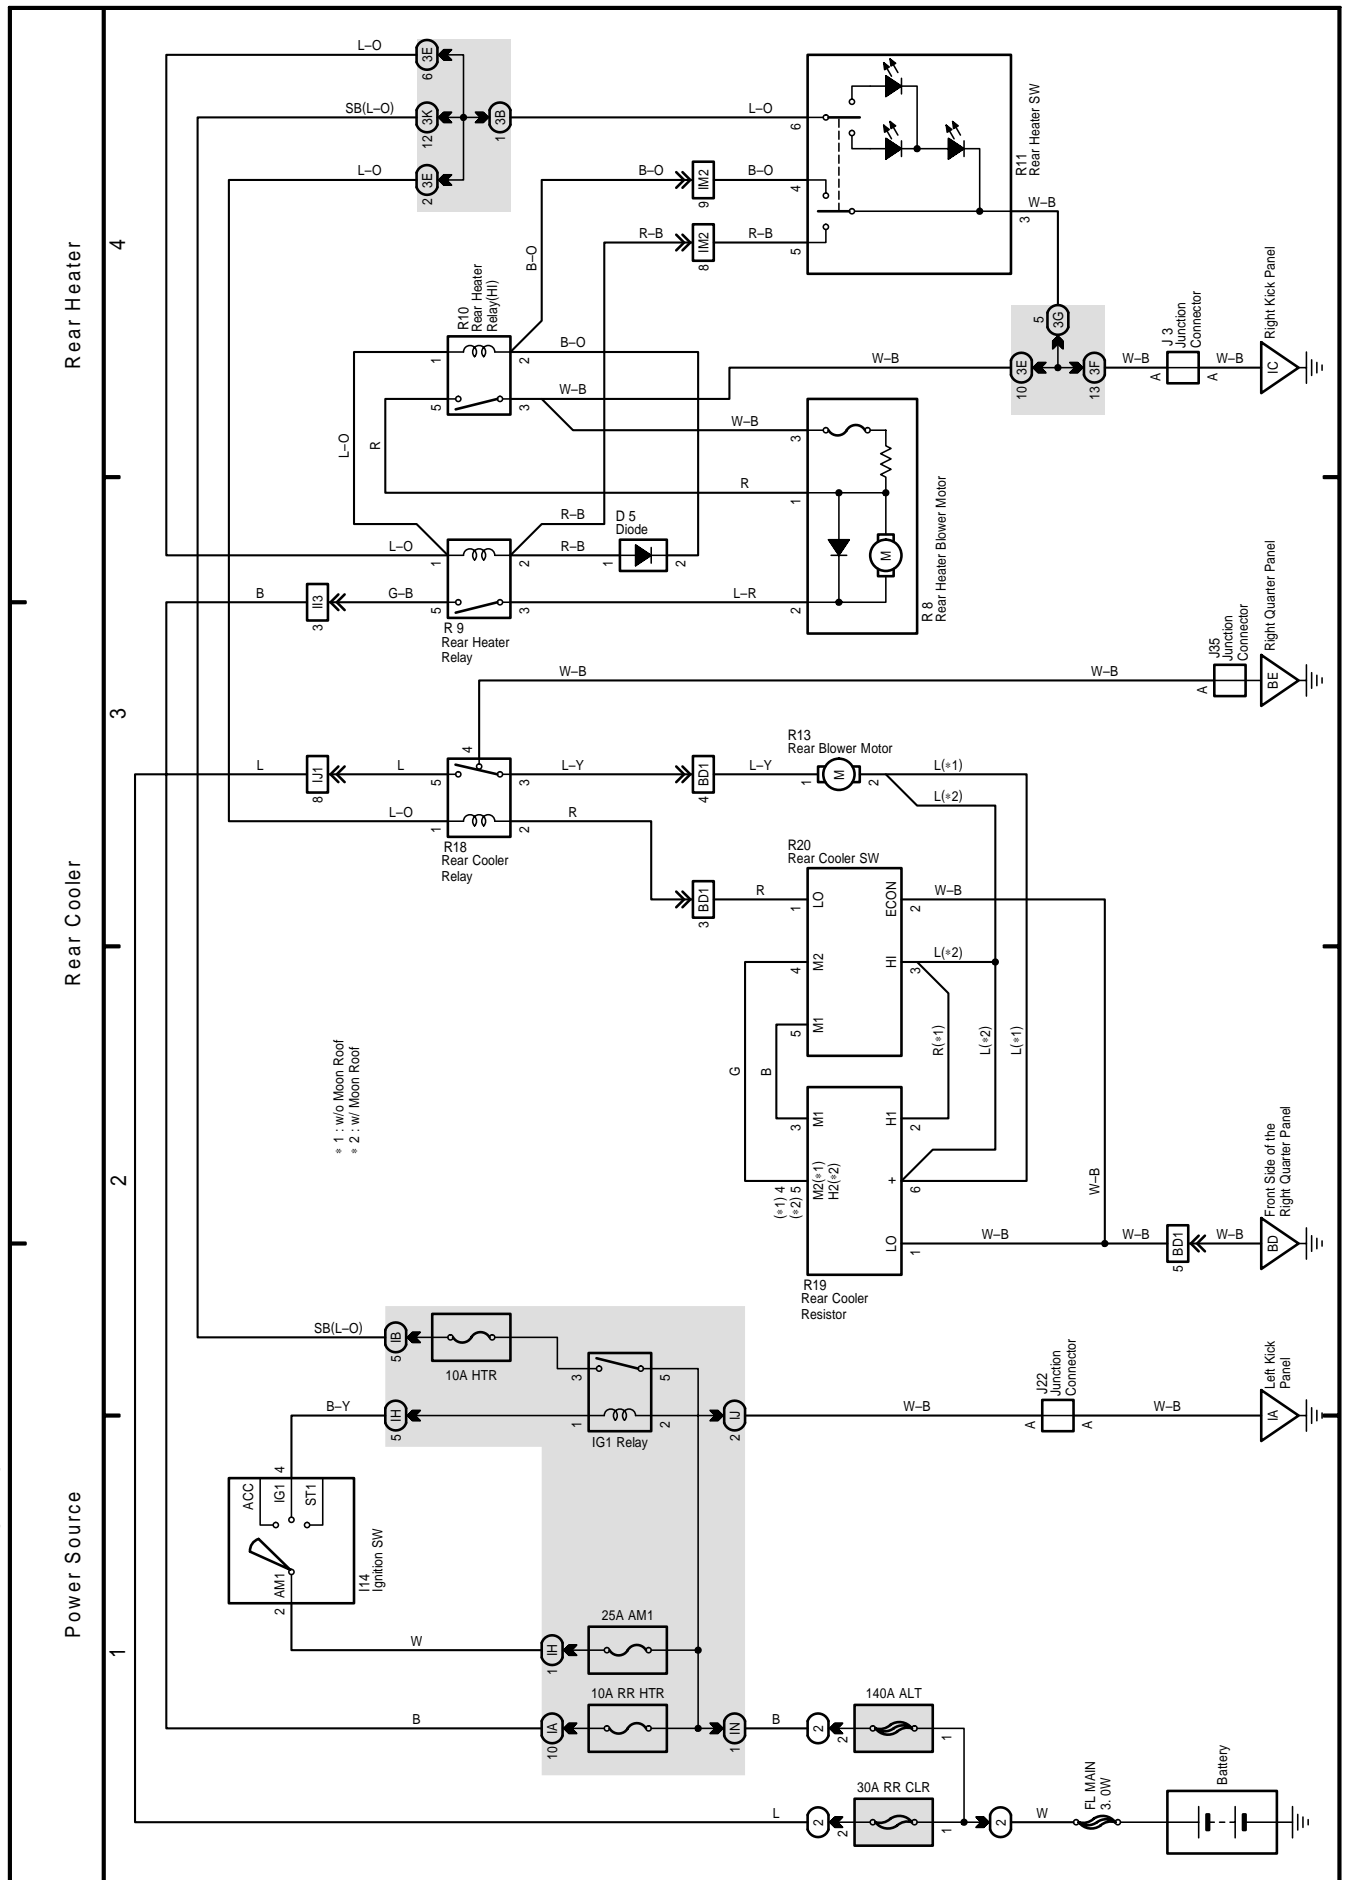 Power Source
Rear Cooler
Rear Heater
1
2
3
4
L–O
6
3E
SB(L–O)
12
3K
1
3B
L–O
2
3E
L–O
6
B–O
9
IM2
B–O
4
R–B
8
IM2
R–B
5
R11
Rear Heater SW
W–B
3
R10
Rear Heater
Relay(HI)
B–O
1
2
B–O
5
3
W–B
W–B
10
3E
5
3G
13
3F
W–B
A
J 3
Junction
Connector
A
W–B
IC
Right Kick Panel
L–O
R
W–B
3
R
1
R–B
D 5
Diode
L–O
1
2
R–B
1
2
M
B
3
II3
G–B
5
3
L–R
2
R 8
Rear Heater Blower Motor
R 9
Rear Heater
Relay
W–B
W–B
A
J35
Junction
Connector
BE
Right Quarter Panel
4
R13
Rear Blower Motor
L
8
IJ1
L
5
3
L–Y
4
BD1
L–Y
1
M
2
L(*1)
L(*2)
L–O
1
2
R
R18
Rear Cooler
Relay
R20
Rear Cooler SW
3
BD1
R
1
LO
ECON
2
W–B
4
M2
HI
3
L(*2)
5
M1
* 1 : w/o Moon Roof
* 2 : w/ Moon Roof
G
B
R(*1)
L(*2)
L(*1)
3
M1
H1
2
(*1) 4
(*2) 5
M2(*1)
H2(*2)
+
6
W–B
LO
1
W–B
W–B
5
BD1
W–B
BD
Front Side of the
Right Quarter Panel
R19
Rear Cooler
Resistor
SB(L–O)
5
IB
10A HTR
3
5
B–Y
5
IH
1
2
IG1 Relay
2
IJ
W–B
A
J22
Junction
Connector
A
W–B
IA
Left Kick
Panel
ACC
IG1
4
ST1
2
AM1
I14
Ignition SW
W
1
IH
25A AM1
B
10
IA
10A RR HTR
1
IN
B
2
2
140A ALT
1
L
2
2
30A RR CLR
1
2
W
FL MAIN
3. 0W
Battery